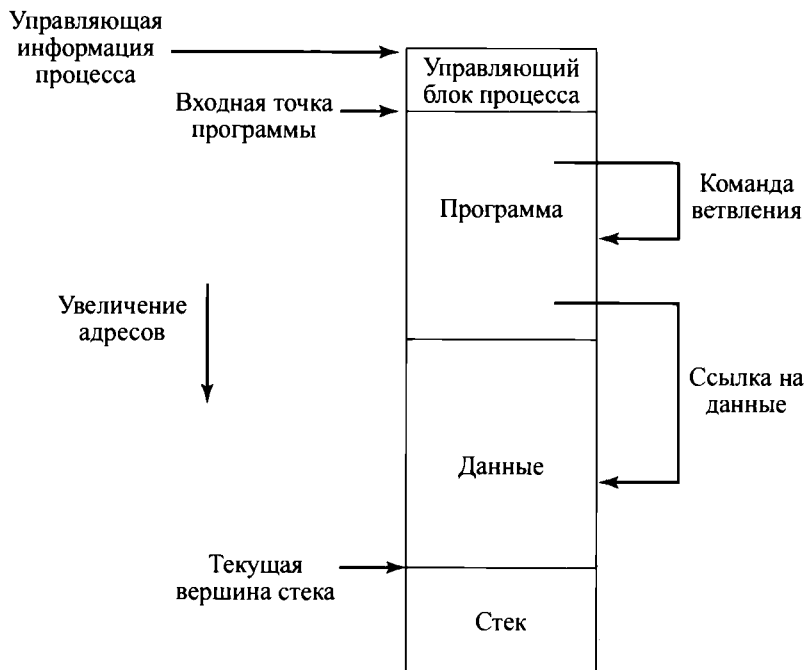 Управляющая
информация
процесса
Управляющий
блок процесса
Входная точка
программы
Программа
Команда
ветвления
Увеличение
адресов
Ссылка на
данные
Данные
Текущая
вершина стека
Стек